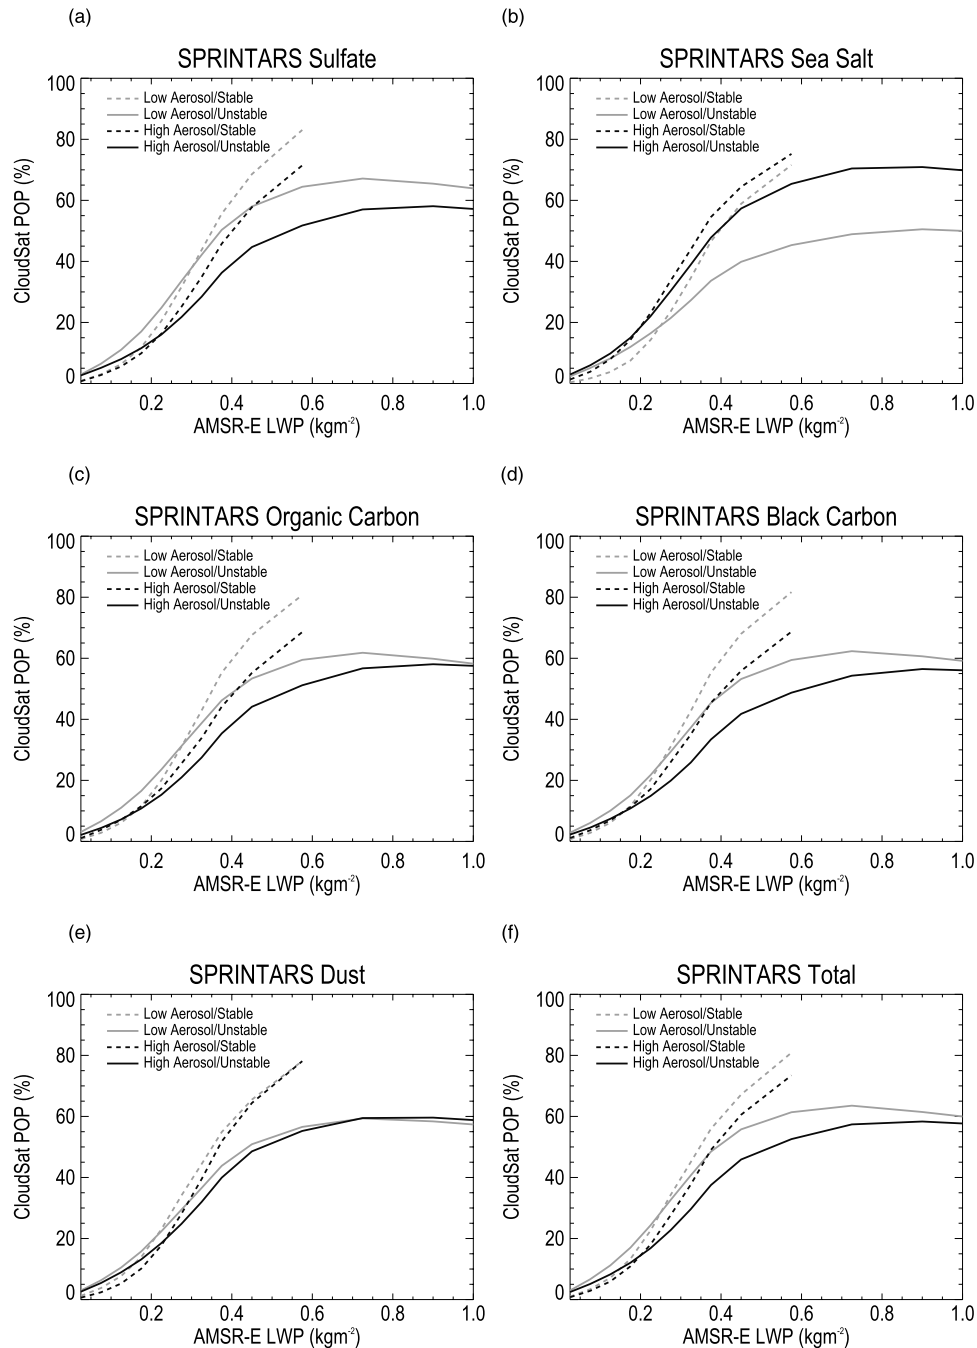 (a)
SPRINTARS Sulfate
100
80
60
40
20
0
CloudSat POP (%)
Low Aerosol/Stable
Low Aerosol/Unstable
High Aerosol/Stable
High Aerosol/Unstable
0.2 0.4 0.6 0.8 1.0
AMSR-E LWP (kgm-2)
(b)
SPRINTARS Sea Salt
100
80
60
40
20
0
CloudSat POP (%)
Low Aerosol/Stable
Low Aerosol/Unstable
High Aerosol/Stable
High Aerosol/Unstable
0.2 0.4 0.6 0.8 1.0
AMSR-E LWP (kgm-2)
(c)
SPRINTARS Organic Carbon
100
80
60
40
20
0
CloudSat POP (%)
Low Aerosol/Stable
Low Aerosol/Unstable
High Aerosol/Stable
High Aerosol/Unstable
0.2 0.4 0.6 0.8 1.0
AMSR-E LWP (kgm-2)
(d)
SPRINTARS Black Carbon
100
80
60
40
20
0
CloudSat POP (%)
Low Aerosol/Stable
Low Aerosol/Unstable
High Aerosol/Stable
High Aerosol/Unstable
0.2 0.4 0.6 0.8 1.0
AMSR-E LWP (kgm-2)
(e)
SPRINTARS Dust
100
80
60
40
20
0
CloudSat POP (%)
Low Aerosol/Stable
Low Aerosol/Unstable
High Aerosol/Stable
High Aerosol/Unstable
0.2 0.4 0.6 0.8 1.0
AMSR-E LWP (kgm-2)
(f)
SPRINTARS Total
100
80
60
40
20
0
CloudSat POP (%)
Low Aerosol/Stable
Low Aerosol/Unstable
High Aerosol/Stable
High Aerosol/Unstable
0.2 0.4 0.6 0.8 1.0
AMSR-E LWP (kgm-2)